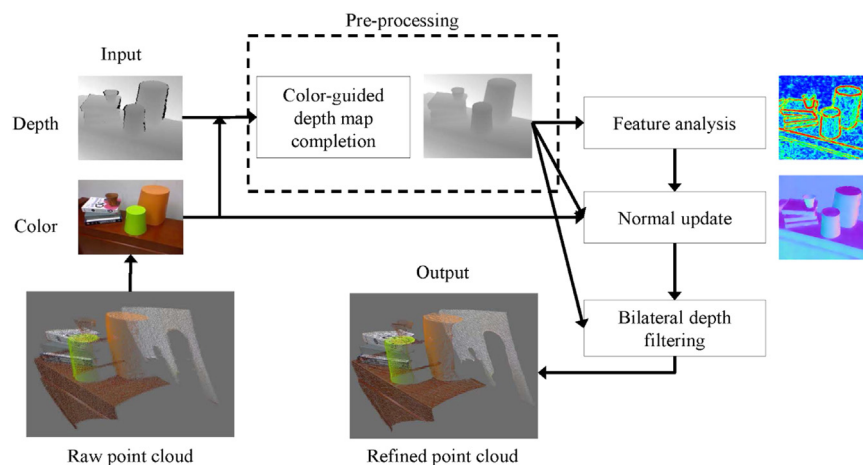 Pre-processing
Input
Depth
Color-guided
depth map
completion
Feature analysis
Color
Normal update
Output
Bilateral depth
filtering
Raw point cloud
Refined point cloud